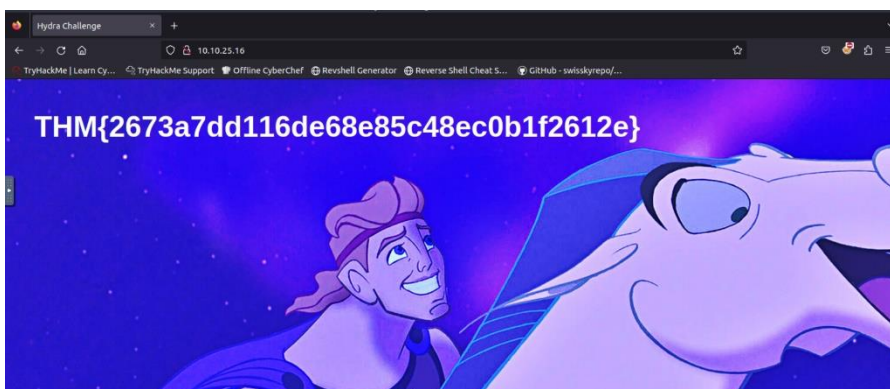 Hydra Challenge
10.10.25.16
TryHackMe | Learn Cy... TryHackMe Support Offline CyberChef Revshell Generator Reverse Shell Cheat S... GitHub - swisskyrepo/...
THM{2673a7dd116de68e85c48ec0b1f2612e}